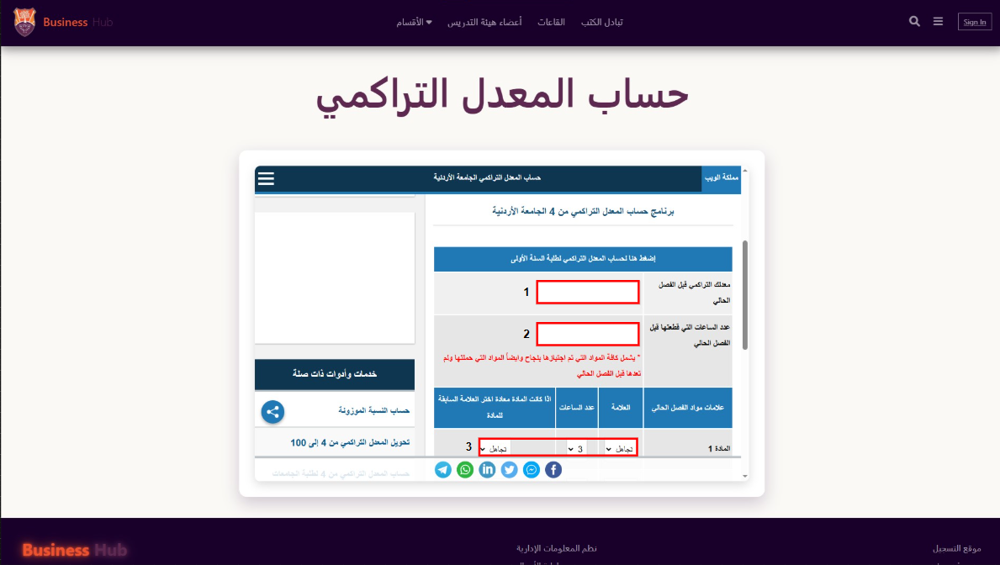 Business Hub
الأقسام
أعضاء هيئة التدريس
القاعات
تبادل الكتب
Sign In
حساب المعدل التراكمي
مملكة الويب
حساب المعدل التراكمي الجامعة الأردنية
برنامج حساب المعدل التراكمي من 4 الجامعة الأردنية
إضغط هنا لحساب المعدل التراكمي لطلبة السنة الأولى
معدلك التراكمي قبل الفصل
الحالي
1
عدد الساعات التي قطعتها قبل
الفصل الحالي
2
* يشمل كافة المواد التي تم اجتيازها بنجاح وايضاً المواد التي حملتها ولم
تعدها قبل الفصل الحالي
علامات مواد الفصل الحالي
العلامة
عدد الساعات
اذا كانت المادة معادة اختر العلامة السابقة
للمادة
المادة 1
تجاهل
3
تجاهل
3
خدمات وأدوات ذات صلة
حساب النسبة الموزونة
تحويل المعدل التراكمي من 4 إلى 100
حساب المعدل التراكمي من 4 لطلبة الجامعات
Business Hub
نظم المعلومات الإدارية
موقع التسجيل